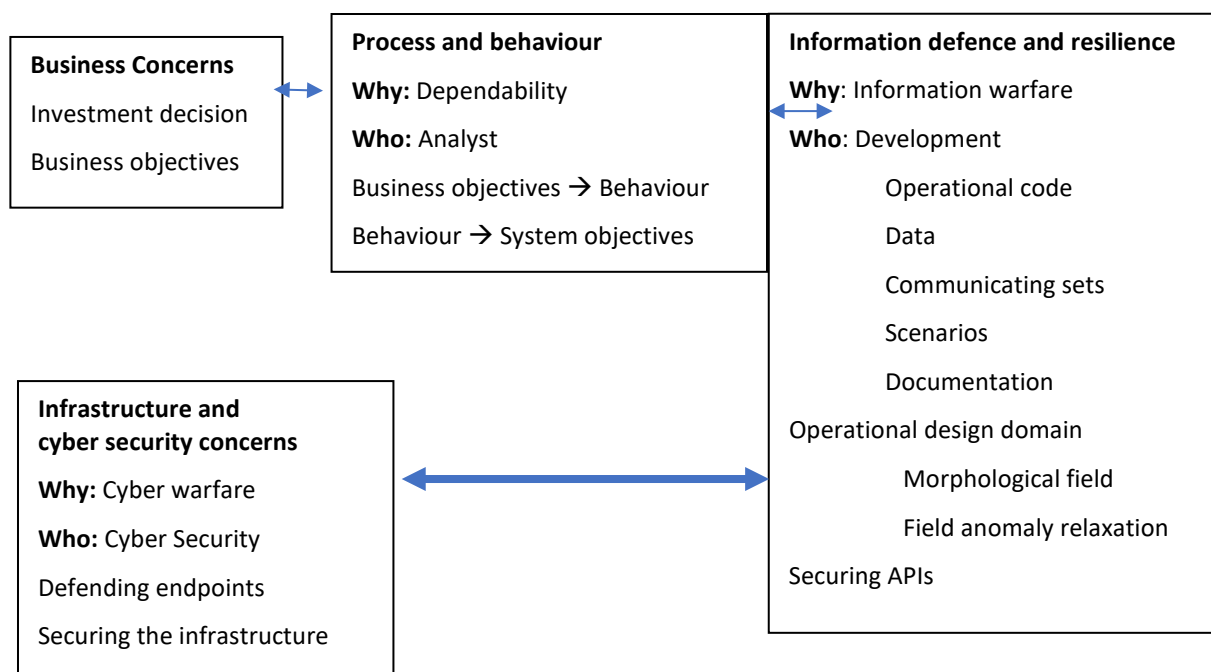 Business Concerns
Investment decision
Business objectives
Process and behaviour
Why: Dependability
Who: Analyst
Business objectives → Behaviour
Behaviour → System objectives
Information defence and resilience
Why: Information warfare
Who: Development
Operational code
Data
Communicating sets
Scenarios
Documentation
Operational design domain
Morphological field
Field anomaly relaxation
Securing APIs
Infrastructure and
cyber security concerns
Why: Cyber warfare
Who: Cyber Security
Defending endpoints
Securing the infrastructure